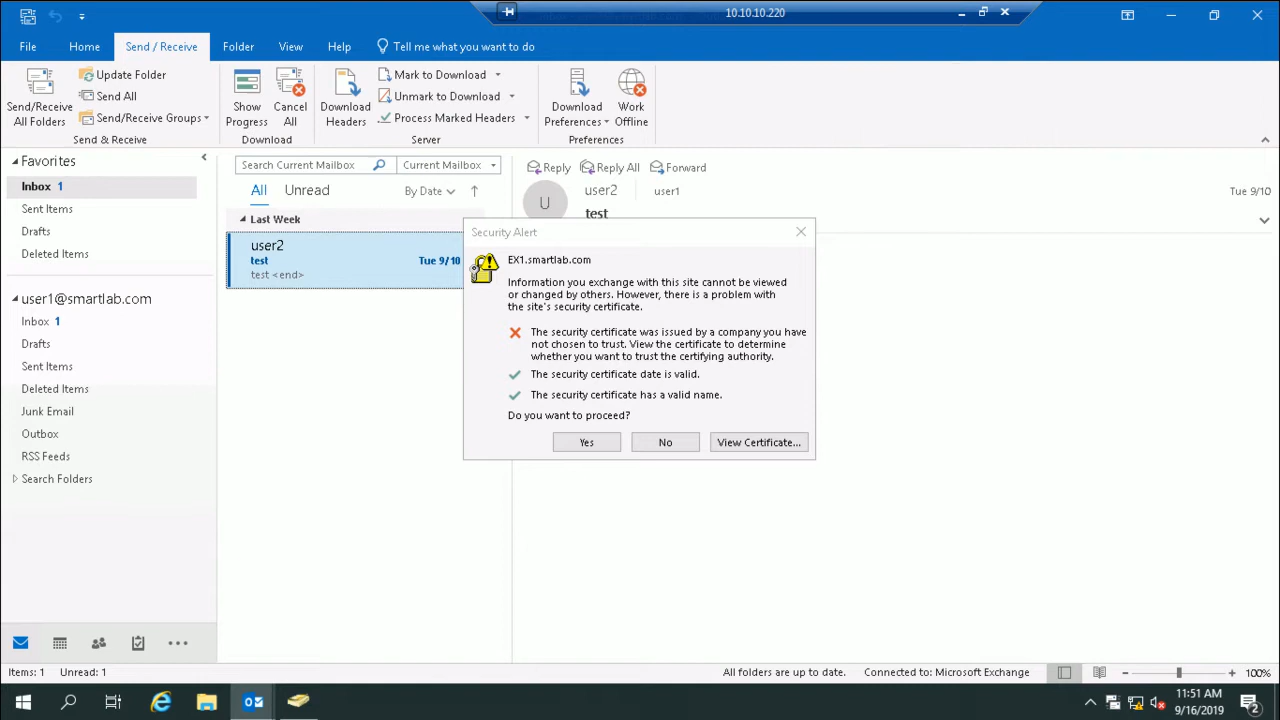 10.10.10.220
File Home Send / Receive Folder View Help Tell me what you want to do
Send/Receive
All Folders
Update Folder
Send All
Send/Receive Groups
Send & Receive
Show
Progress
Cancel
All
Download
Download
Headers
Mark to Download
Unmark to Download
Process Marked Headers
Server
Download
Preferences
Work
Offline
Preferences
Favorites
Inbox 1
Sent Items
Drafts
Deleted Items
user1@smartlab.com
Inbox 1
Drafts
Sent Items
Deleted Items
Junk Email
Outbox
RSS Feeds
Search Folders
Search Current Mailbox Current Mailbox
All Unread By Date
Last Week
user2
test Tue 9/10
test <end>
Reply Reply All Forward
U
user2 user1
Tue 9/10
test
Security Alert
EX1.smartlab.com
Information you exchange with this site cannot be viewed
or changed by others. However, there is a problem with
the site's security certificate.
The security certificate was issued by a company you have
not chosen to trust. View the certificate to determine
whether you want to trust the certifying authority.
The security certificate date is valid.
The security certificate has a valid name.
Do you want to proceed?
Yes No View Certificate...
Items: 1 Unread: 1 All folders are up to date. Connected to: Microsoft Exchange 100%
11:51 AM
9/16/2019
2